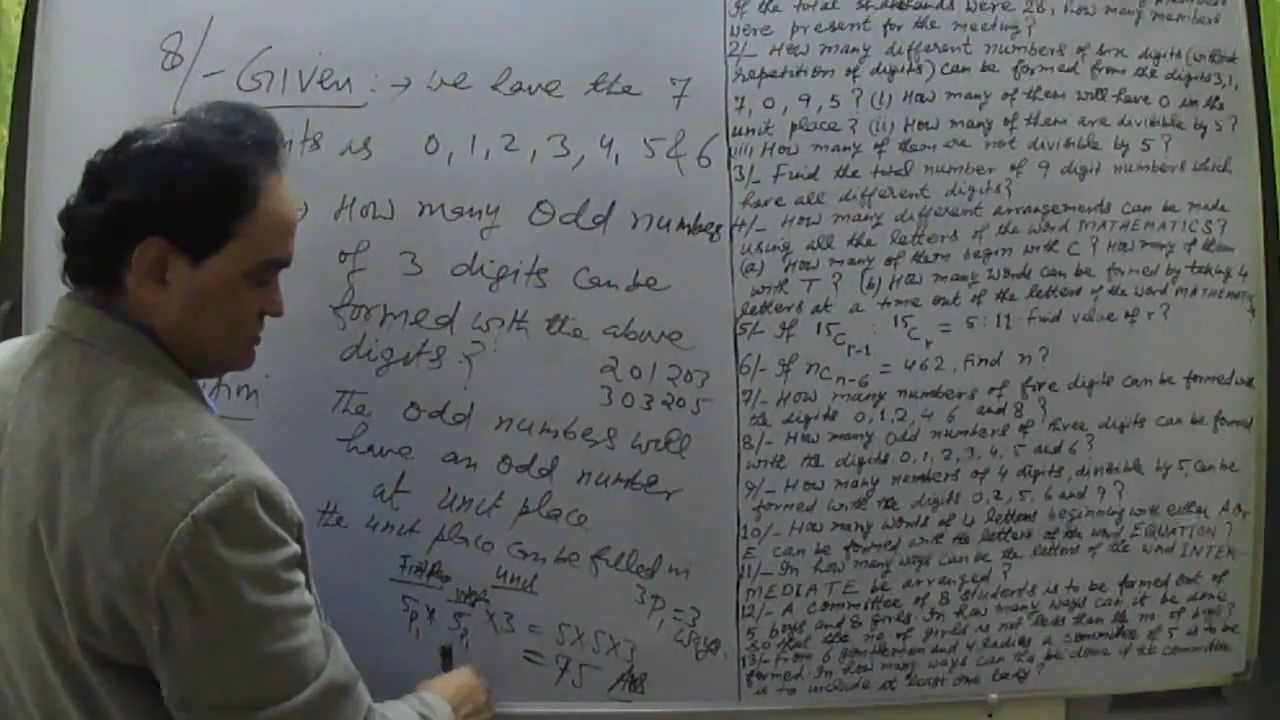 8/- GIVEN : → we have the 7
its as 0, 1, 2, 3, 4, 5 & 6
How many Odd numbers
of 3 digits can be
formed with the above
digits ?
201 203
303 205
The odd numbers will
have an odd number
at unit place
the unit place can be filled in
3P1 = 3 ways.
First Place unit
5P1 × 5P1 × 3 = 5×5×3
= 75 Ans
If the total shakehands were 28, how many members
were present for the meeting?
2/- How many different numbers of six digits (without
repetition of digits) can be formed from the digits 3, 1,
7, 0, 9, 5 ? (i) How many of them will have 0 in the
unit place ? (ii) How many of them are divisible by 5 ?
(iii) How many of them are not divisible by 5 ?
3/- Find the total number of 9 digit numbers which
have all different digits?
4/- How many different arrangements can be made
using all the letters of the word MATHEMATICS?
(a) How many of them begin with C ? How many of them
with T ? (b) How many words can be formed by taking 4
letters at a time out of the letters of the word MATHEMATICS
5/- If 15Cr-1 : 15Cr = 5 : 11 Find value of r ?
6/- If nCn-6 = 462, Find n ?
7/- How many numbers of five digits can be formed with
the digits 0, 1, 2, 4 6 and 8 ?
8/- How many Odd numbers of three digits can be formed
with the digits 0, 1, 2, 3, 4, 5 and 6 ?
9/- How many numbers of 4 digits, divisible by 5, can be
formed with the digits 0, 2, 5, 6 and 9 ?
10/- How many words of 4 letters beginning with either A or
E can be formed with the letters of the word EQUATION ?
11/- In how many ways can the letters of the word INTER-
MEDIATE be arranged ?
12/- A committee of 8 students is to be formed out of
5 boys and 8 girls. In how many ways can it be done
so that the no. of girls is not less than the no. of boys?
13/- From 6 gentlemen and 4 ladies a committee of 5 is to be
formed. In how many ways can this be done if the committee
is to include at least one lady ?